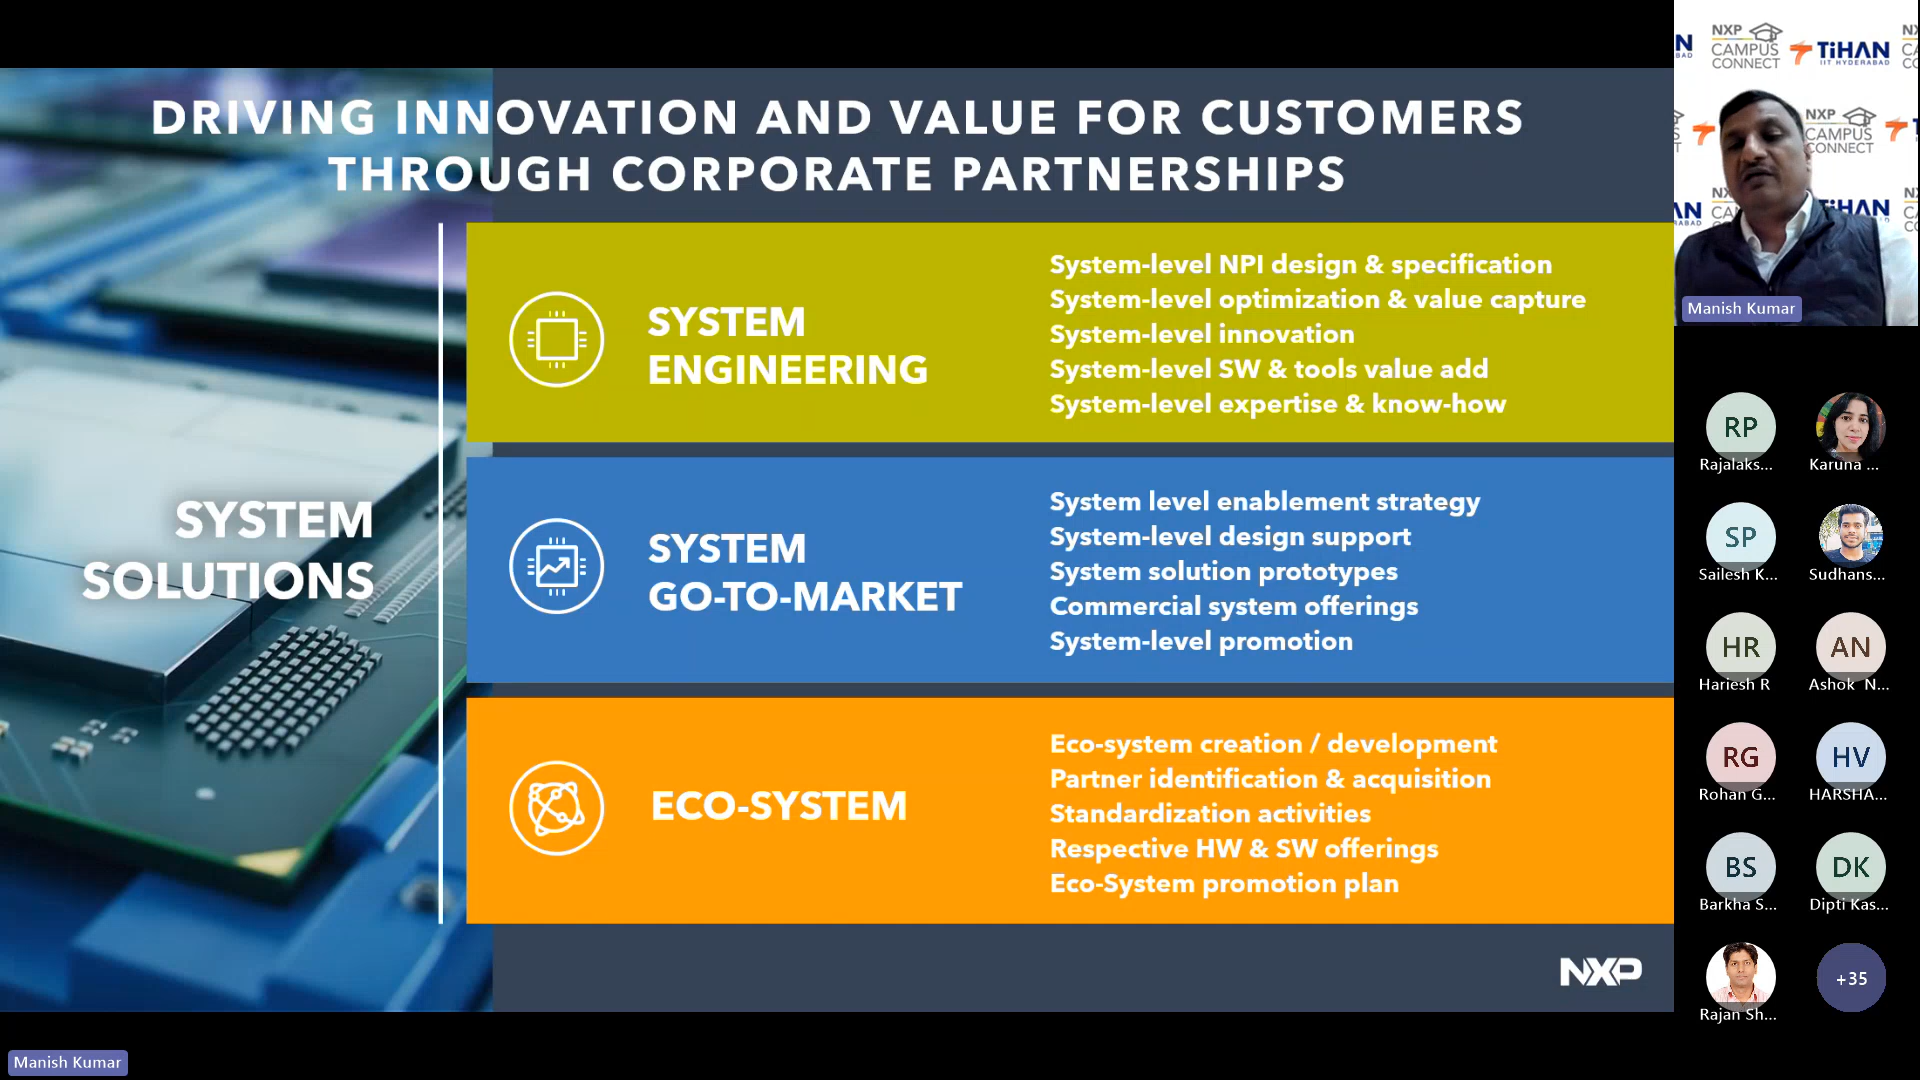 DRIVING INNOVATION AND VALUE FOR CUSTOMERS
THROUGH CORPORATE PARTNERSHIPS
SYSTEM
SOLUTIONS
SYSTEM
ENGINEERING
System-level NPI design & specification
System-level optimization & value capture
System-level innovation
System-level SW & tools value add
System-level expertise & know-how
SYSTEM
GO-TO-MARKET
System level enablement strategy
System-level design support
System solution prototypes
Commercial system offerings
System-level promotion
ECO-SYSTEM
Eco-system creation / development
Partner identification & acquisition
Standardization activities
Respective HW & SW offerings
Eco-System promotion plan
NXP
Manish Kumar
NXP
CAMPUS
CONNECT
TiHAN
IIT HYDERABAD
NXP
CAMPUS
CONNECT
Manish Kumar
RP
Rajalaks...
Karuna ...
SP
Sailesh K...
Sudhans...
HR
Hariesh R
AN
Ashok N...
RG
Rohan G...
HV
HARSHA...
BS
Barkha S...
DK
Dipti Kas...
Rajan Sh...
+35